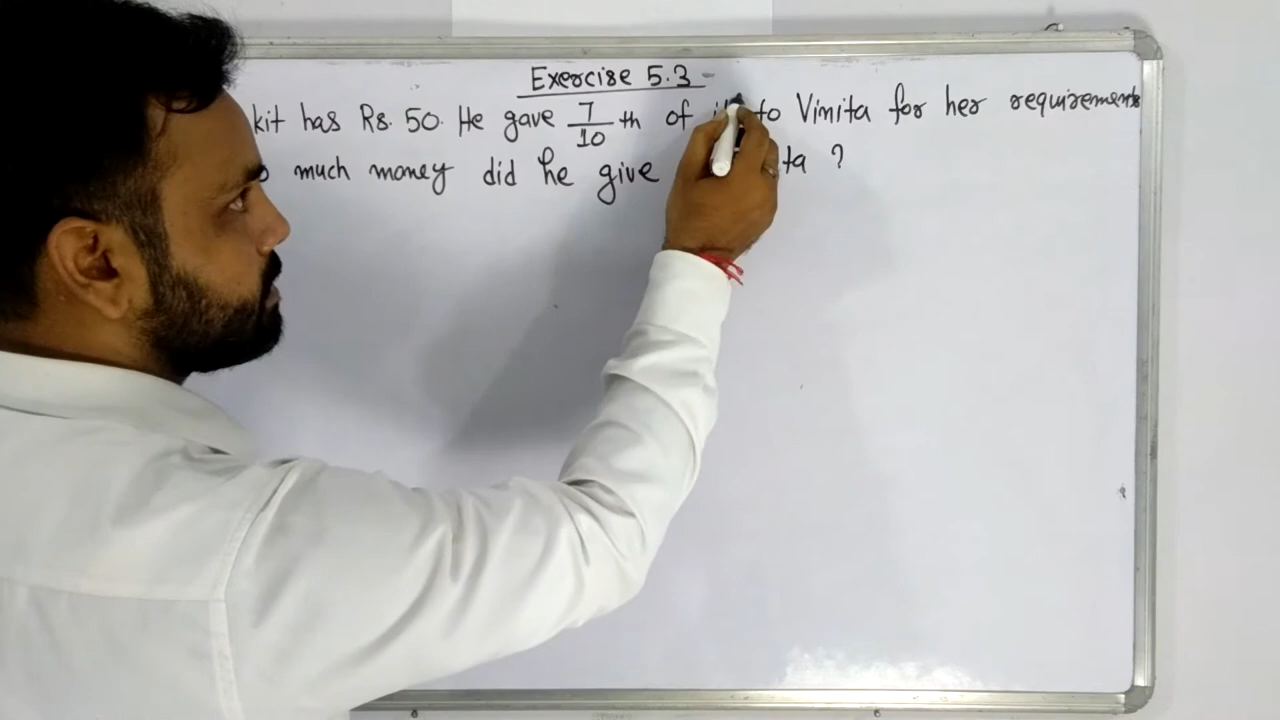 Exercise 5.3 -
kit has Rs. 50. He gave 7/10 th of to Vinita for her requirements
much money did he give ta ?